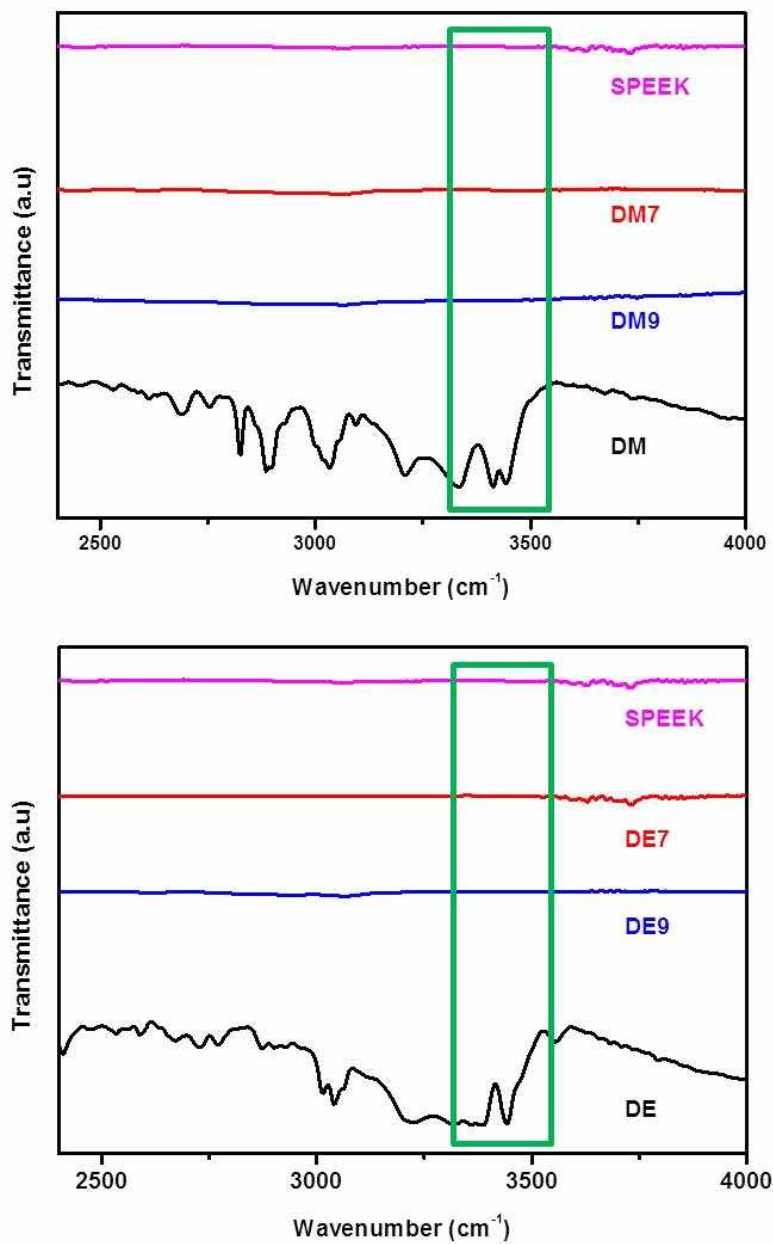 SPEEK
DM7
DM9
DM
Transmittance (a.u)
2500 3000 3500 4000
Wavenumber (cm⁻¹)
SPEEK
DE7
DE9
DE
Transmittance (a.u)
2500 3000 3500 4000
Wavenumber (cm⁻¹)